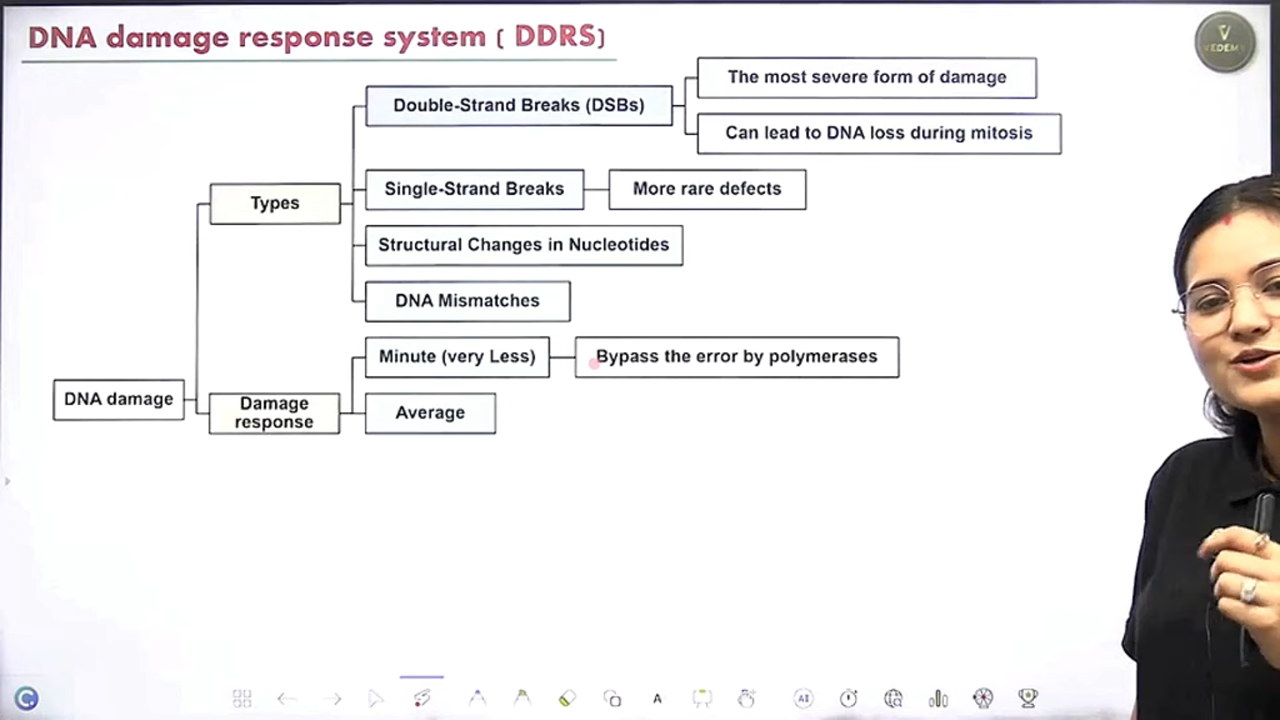 DNA damage response system ( DDRS)
V
VEDEMY
The most severe form of damage
Double-Strand Breaks (DSBs)
Can lead to DNA loss during mitosis
Single-Strand Breaks
More rare defects
Types
Structural Changes in Nucleotides
DNA Mismatches
Minute (very Less)
Bypass the error by polymerases
DNA damage
Damage
response
Average
A
AI